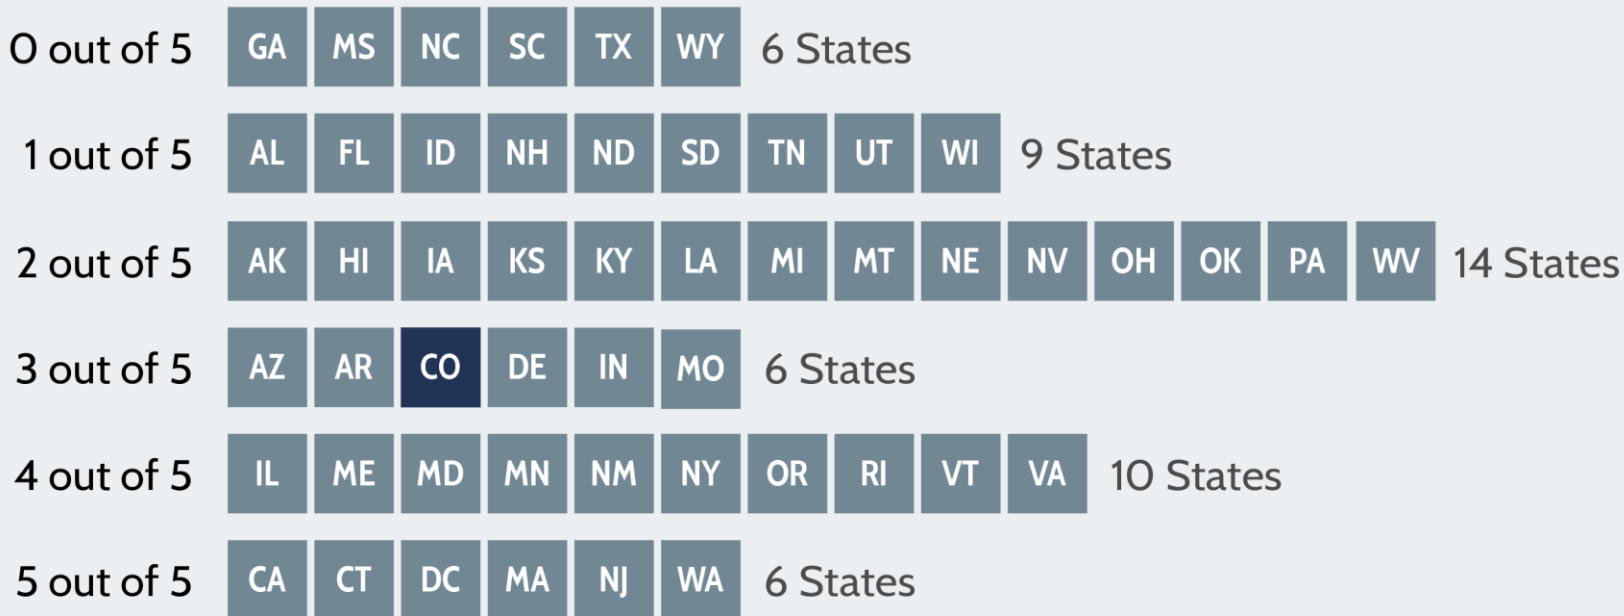 0 out of 5 GA MS NC SC TX WY 6 States
1 out of 5 AL FL ID NH ND SD TN UT WI 9 States
2 out of 5 AK HI IA KS KY LA MI MT NE NV OH OK PA WV 14 States
3 out of 5 AZ AR CO DE IN MO 6 States
4 out of 5 IL ME MD MN NM NY OR RI VT VA 10 States
5 out of 5 CA CT DC MA NJ WA 6 States